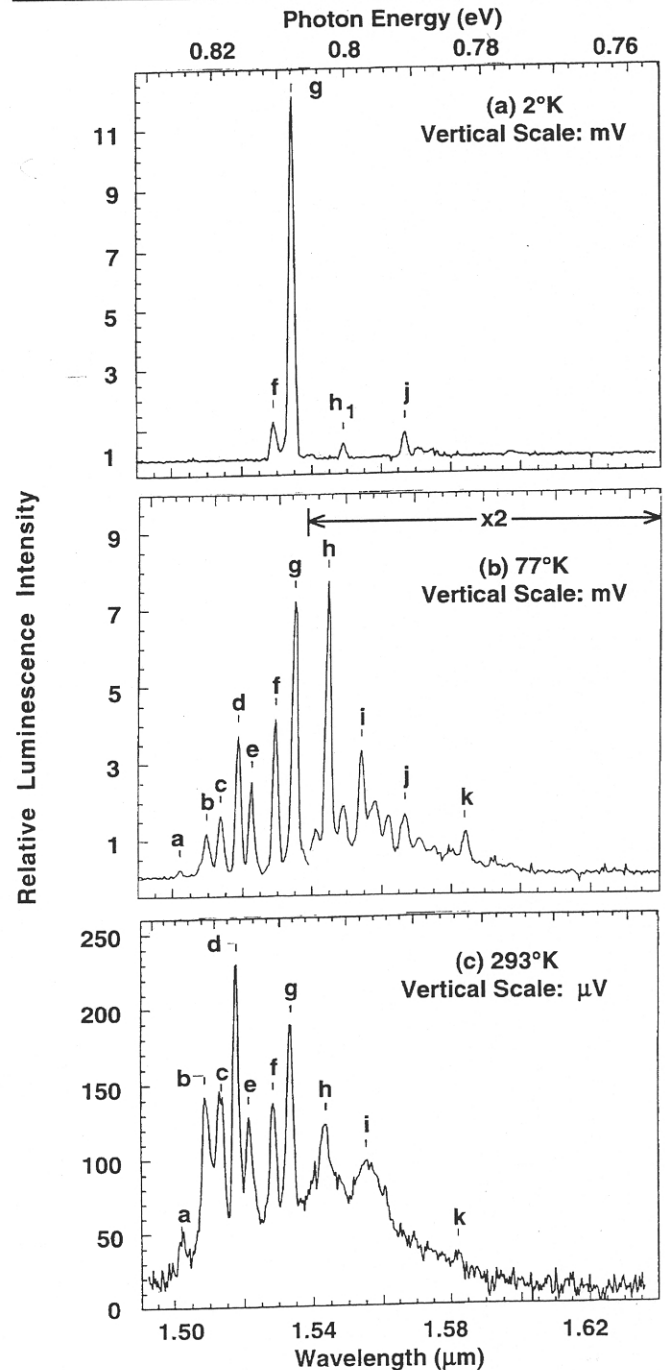 Photon Energy (eV)
0.82 0.8 0.78 0.76
g
(a) 2°K
Vertical Scale: mV
11
9
7
5
3
f
h1
j
1
Relative Luminescence Intensity
x2
9
h
(b) 77°K
g
Vertical Scale: mV
7
f
5
d
i
e
3
j
c
b
k
a
1
250
d
(c) 293°K
g
Vertical Scale: μV
200
f
b
c
e
150
h
i
100
a
k
50
0
1.50 1.54 1.58 1.62
Wavelength (μm)